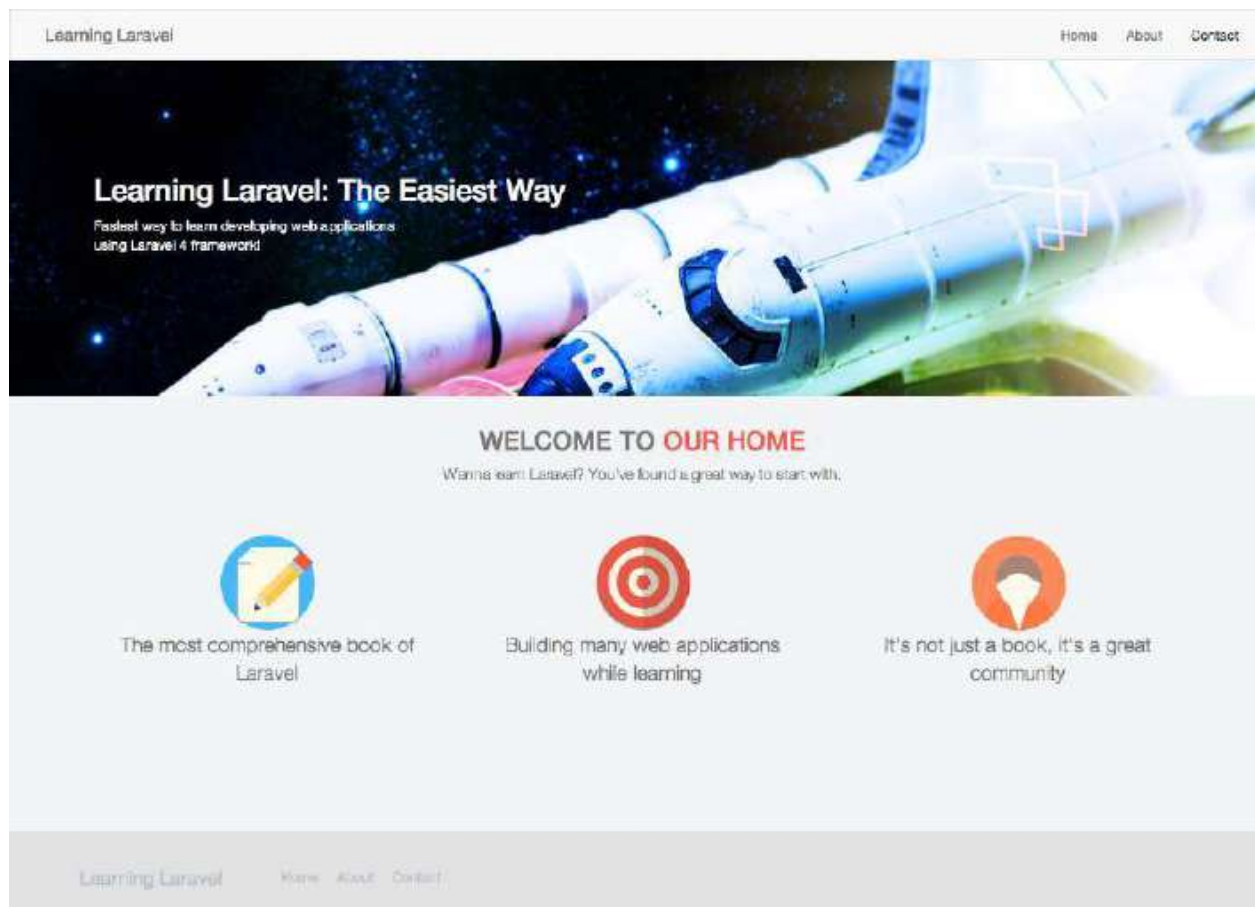 Learning Laravel
Home About Contact
Learning Laravel: The Easiest Way
Fastest way to learn developing web applications
using Laravel 4 framework!
WELCOME TO OUR HOME
Wanna learn Laravel? You've found a great way to start with.
The most comprehensive book of
Laravel
Building many web applications
while learning
It's not just a book, it's a great
community
Learning Laravel Home About Contact